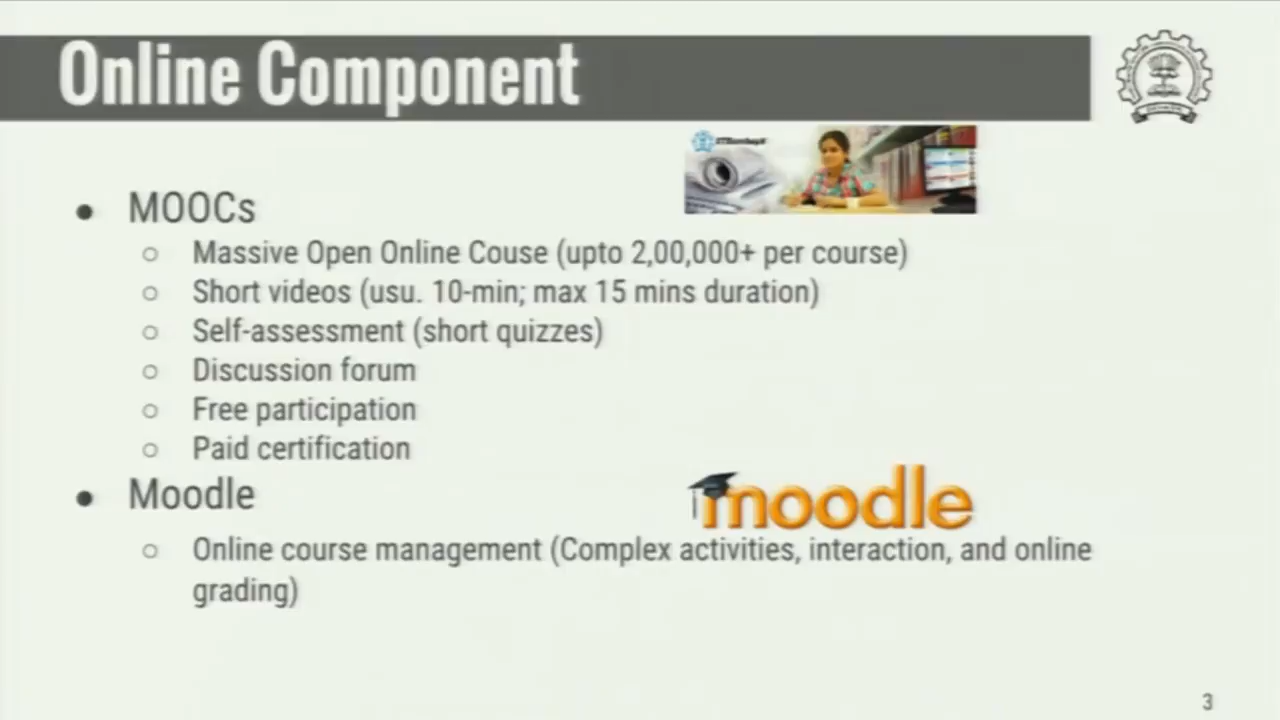 Online Component
● MOOCs
○ Massive Open Online Couse (upto 2,00,000+ per course)
○ Short videos (usu. 10-min; max 15 mins duration)
○ Self-assessment (short quizzes)
○ Discussion forum
○ Free participation
○ Paid certification
● Moodle
moodle
○ Online course management (Complex activities, interaction, and online
grading)
3